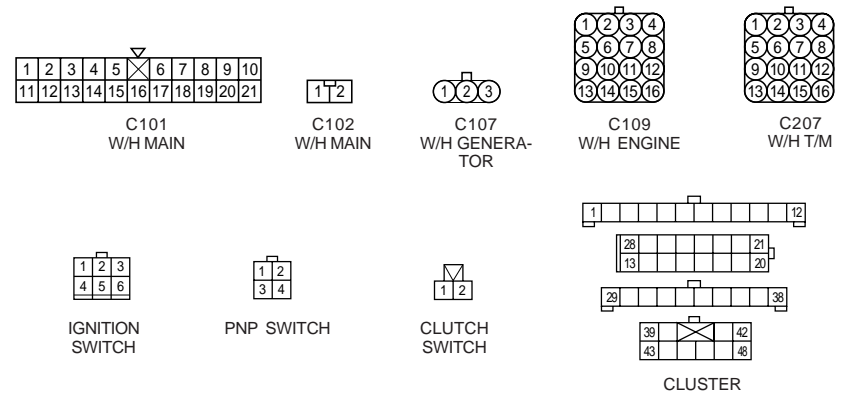 1 2 3 4 5 6 7 8 9 10
11 12 13 14 15 16 17 18 19 20 21
C101
W/H MAIN
1 2
C102
W/H MAIN
1 2 3
C107
W/H GENERA-
TOR
1 2 3 4
5 6 7 8
9 10 11 12
13 14 15 16
C109
W/H ENGINE
1 2 3 4
5 6 7 8
9 10 11 12
13 14 15 16
C207
W/H T/M
1 2 3
4 5 6
IGNITION
SWITCH
1 2
3 4
PNP SWITCH
1 2
CLUTCH
SWITCH
1 12
28 21
13 20
29 38
39 42
43 48
CLUSTER